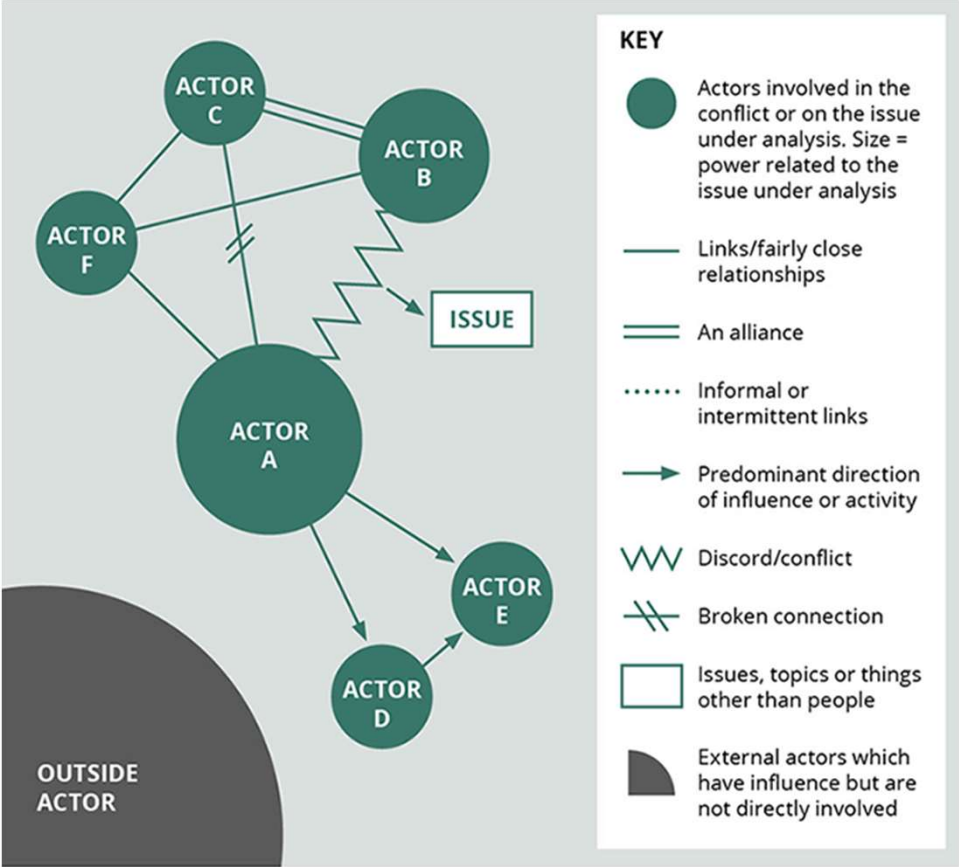 ACTOR
C
ACTOR
B
ACTOR
F
ISSUE
ACTOR
A
ACTOR
E
ACTOR
D
OUTSIDE
ACTOR
KEY
Actors involved in the
conflict or on the issue
under analysis. Size =
power related to the
issue under analysis
Links/fairly close
relationships
An alliance
Informal or
intermittent links
Predominant direction
of influence or activity
Discord/conflict
Broken connection
Issues, topics or things
other than people
External actors which
have influence but are
not directly involved